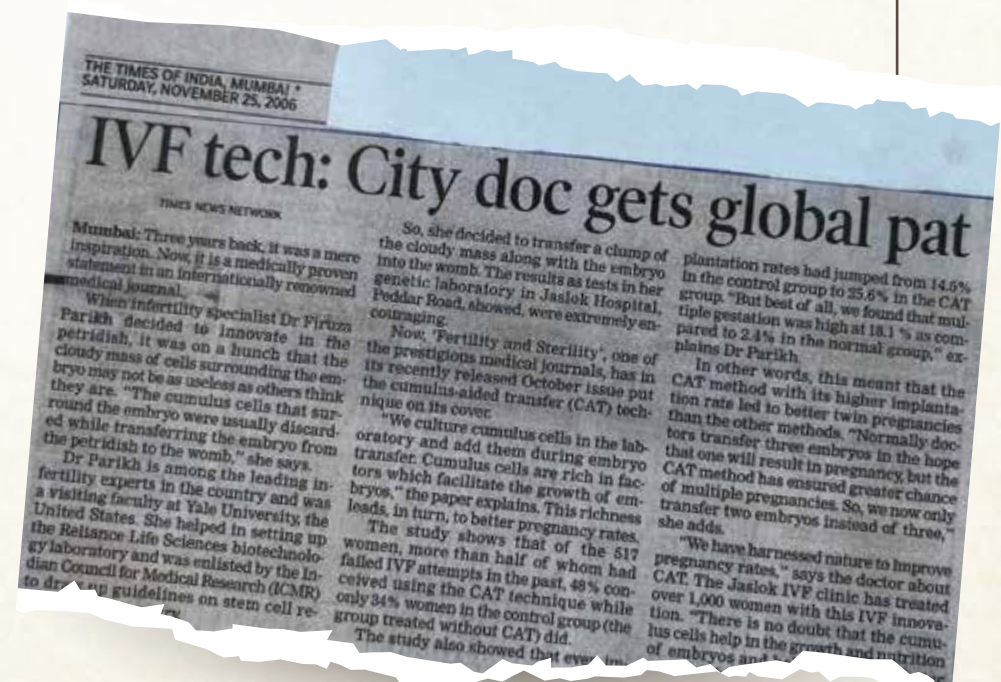 THE TIMES OF INDIA, MUMBAI *
SATURDAY, NOVEMBER 25, 2006
IVF tech: City doc gets global pat
TIMES NEWS NETWORK
Mumbai: Three years back, it was a mere
inspiration. Now, it is a medically proven
statement in an internationally renowned
medical journal.
When infertility specialist Dr Firuza
Parikh decided to innovate in the
petridish, it was on a hunch that the
cloudy mass of cells surrounding the em-
bryo may not be as useless as others think
they are. "The cumulus cells that sur-
round the embryo were usually discard-
ed while transferring the embryo from
the petridish to the womb," she says.
Dr Parikh is among the leading in-
fertility experts in the country and was
a visiting faculty at Yale University, the
United States. She helped in setting up
the Reliance Life Sciences biotechnolo-
gy laboratory and was enlisted by the In-
dian Council for Medical Research (ICMR)
to draw up guidelines on stem cell re-
So, she decided to transfer a clump of
the cloudy mass along with the embryo
into the womb. The results as tests in her
genetic laboratory in Jaslok Hospital,
Peddar Road, showed, were extremely en-
couraging.
Now, 'Fertility and Sterility', one of
the prestigious medical journals, has in
its recently released October issue put
the cumulus-aided transfer (CAT) tech-
nique on its cover.
"We culture cumulus cells in the lab-
oratory and add them during embryo
transfer. Cumulus cells are rich in fac-
tors which facilitate the growth of em-
bryos," the paper explains. This richness
leads, in turn, to better pregnancy rates.
The study shows that of the 517
women, more than half of whom had
failed IVF attempts in the past, 48% con-
ceived using the CAT technique while
only 34% women in the control group (the
group treated without CAT) did.
The study also showed that even im-
plantation rates had jumped from 14.5%
in the control group to 25.6% in the CAT
group. "But best of all, we found that mul-
tiple gestation was high at 18.1 % as com-
pared to 2.4% in the normal group," ex-
plains Dr Parikh.
In other words, this meant that the
CAT method with its higher implanta-
tion rate led to better twin pregnancies
than the other methods. "Normally doc-
tors transfer three embryos in the hope
that one will result in pregnancy, but the
CAT method has ensured greater chance
of multiple pregnancies. So, we now only
transfer two embryos instead of three,"
she adds.
"We have harnessed nature to improve
pregnancy rates," says the doctor about
CAT. The Jaslok IVF clinic has treated
over 1,000 women with this IVF innova-
tion. "There is no doubt that the cumu-
lus cells help in the growth and nutrition
of embryos and